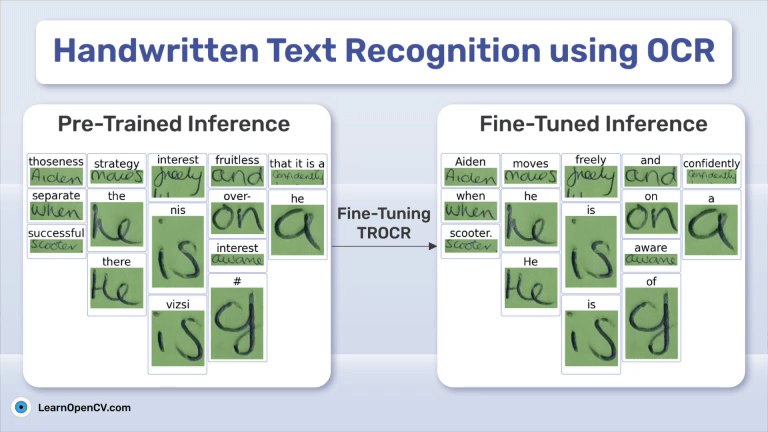 Handwritten Text Recognition using OCR
Pre-Trained Inference
thoseness
Aiden
strategy
moves
interest
freely
fruitless
and
that it is a
confidently
separate
when
the
he
nis
is
over-
on
he
a
successful
scooter
there
He
interest
aware
vizsi
is
#
Fine-Tuning
TROCR
Fine-Tuned Inference
Aiden
Aiden
moves
moves
freely
freely
and
and
confidently
confidently
when
when
he
he
is
is
on
on
a
a
scooter.
scooter
He
He
aware
aware
is
is
of
LearnOpenCV.com